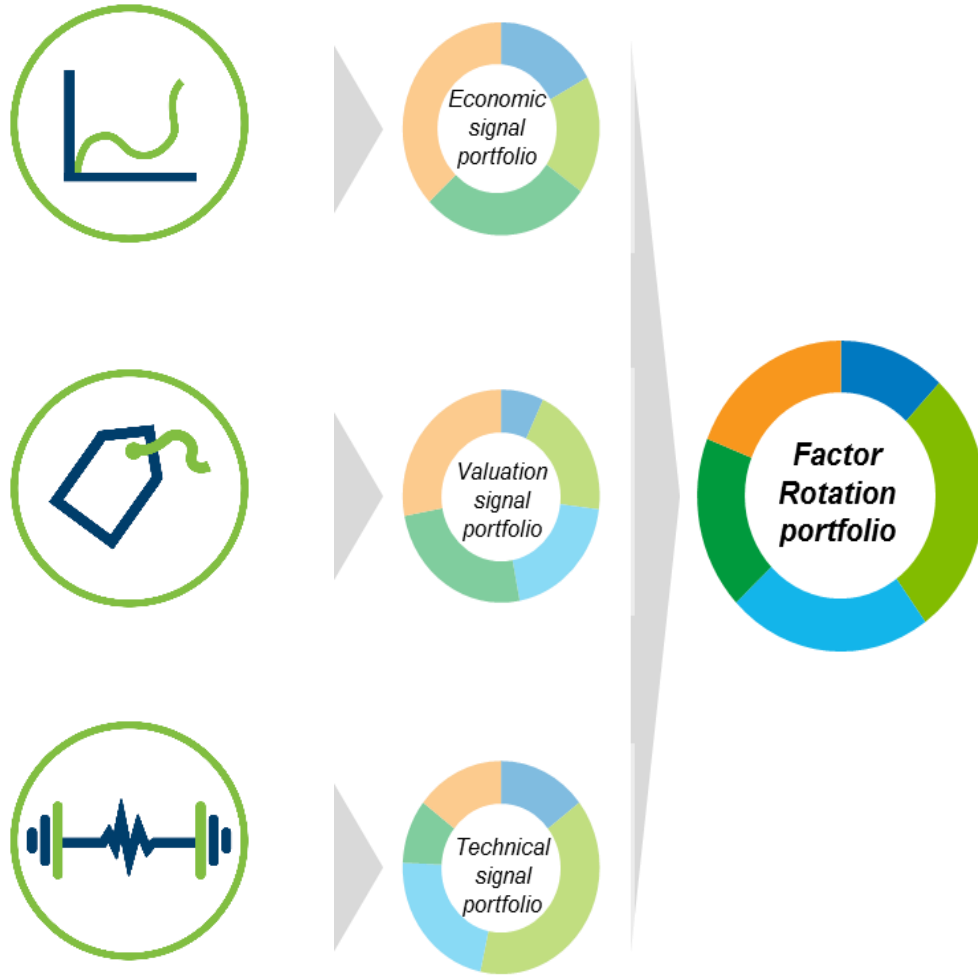 Economic
signal
portfolio
Valuation
signal
portfolio
Factor
Rotation
portfolio
Technical
signal
portfolio